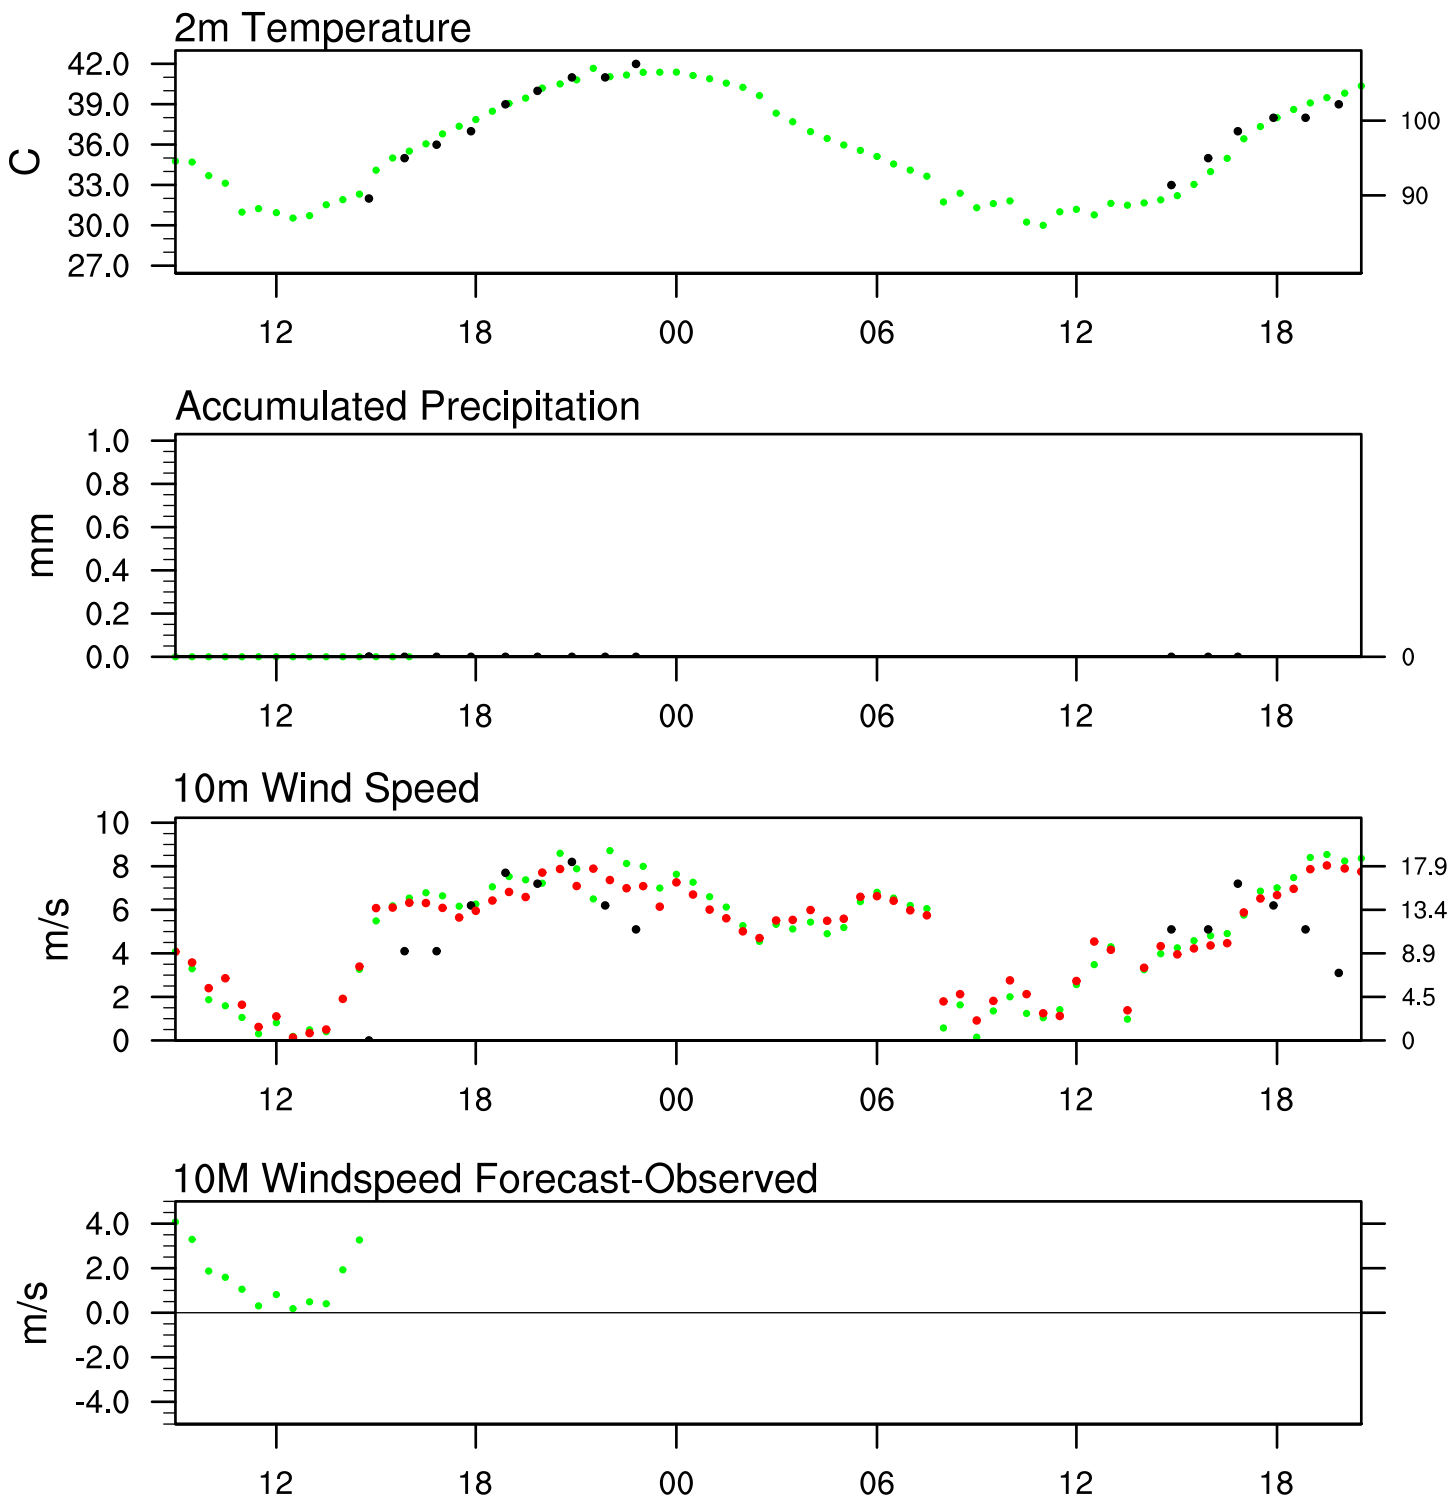 2m Temperature
42.0
39.0
36.0
33.0
30.0
27.0
C
100
90
12 18 00 06 12 18
Accumulated Precipitation
1.0
0.8
0.6
0.4
0.2
0.0
mm
0
12 18 00 06 12 18
10m Wind Speed
10
8
6
4
2
0
m/s
17.9
13.4
8.9
4.5
0
12 18 00 06 12 18
10M Windspeed Forecast-Observed
4.0
2.0
0.0
-2.0
-4.0
m/s
12 18 00 06 12 18